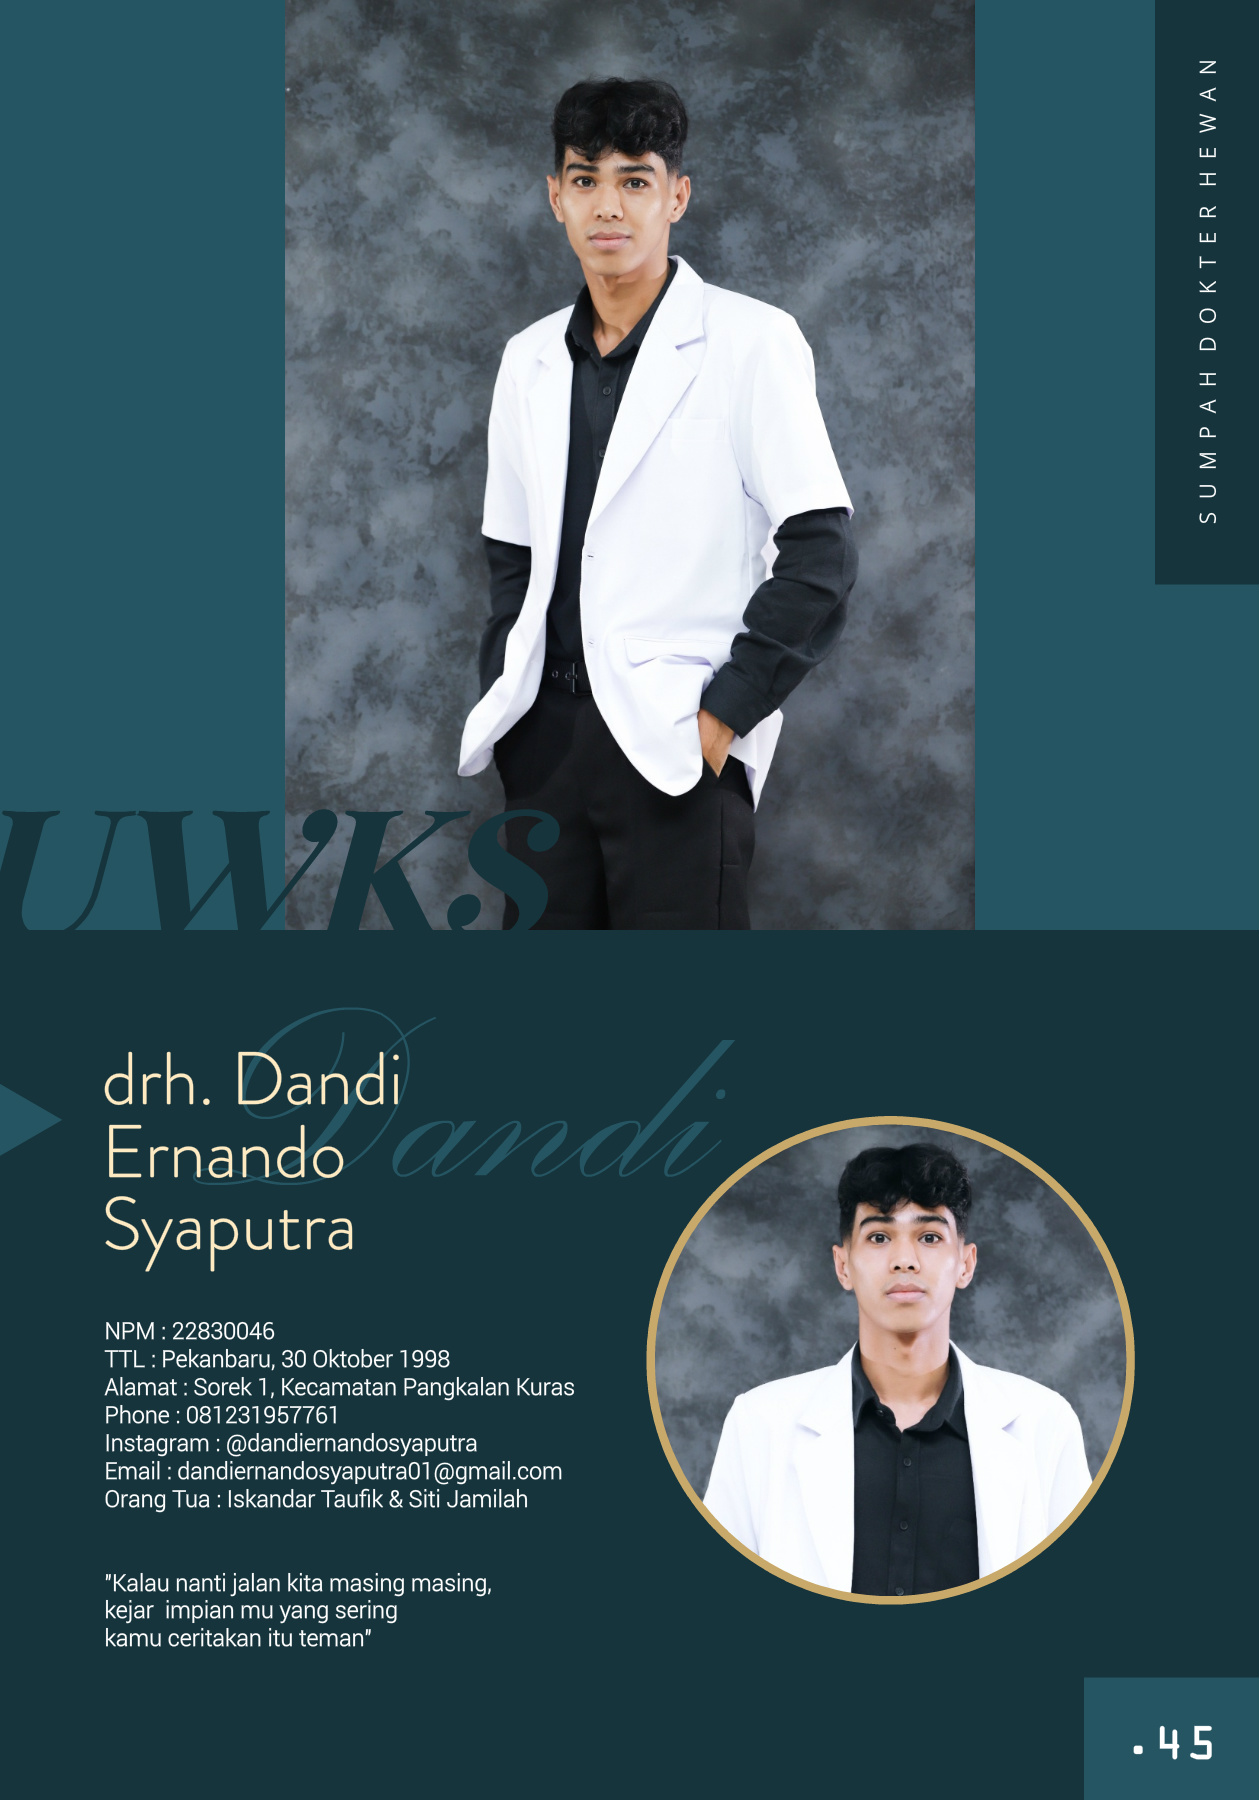 SUMPAH DOKTER HEWAN
UWKS
Dandi
drh. Dandi
Ernando
Syaputra
NPM : 22830046
TTL : Pekanbaru, 30 Oktober 1998
Alamat : Sorek 1, Kecamatan Pangkalan Kuras
Phone : 081231957761
Instagram : @dandiernandosyaputra
Email : dandiernandosyaputra01@gmail.com
Orang Tua : Iskandar Taufik & Siti Jamilah
"Kalau nanti jalan kita masing masing,
kejar  impian mu yang sering
kamu ceritakan itu teman"
.45